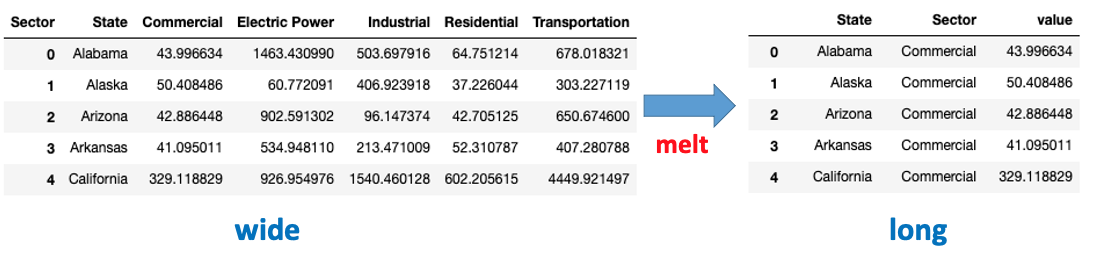 Sector State Commercial Electric Power Industrial Residential Transportation
0 Alabama 43.996634 1463.430990 503.697916 64.751214 678.018321
1 Alaska 50.408486 60.772091 406.923918 37.226044 303.227119
2 Arizona 42.886448 902.591302 96.147374 42.705125 650.674600
3 Arkansas 41.095011 534.948110 213.471009 52.310787 407.280788
4 California 329.118829 926.954976 1540.460128 602.205615 4449.921497
wide
melt
State Sector value
0 Alabama Commercial 43.996634
1 Alaska Commercial 50.408486
2 Arizona Commercial 42.886448
3 Arkansas Commercial 41.095011
4 California Commercial 329.118829
long